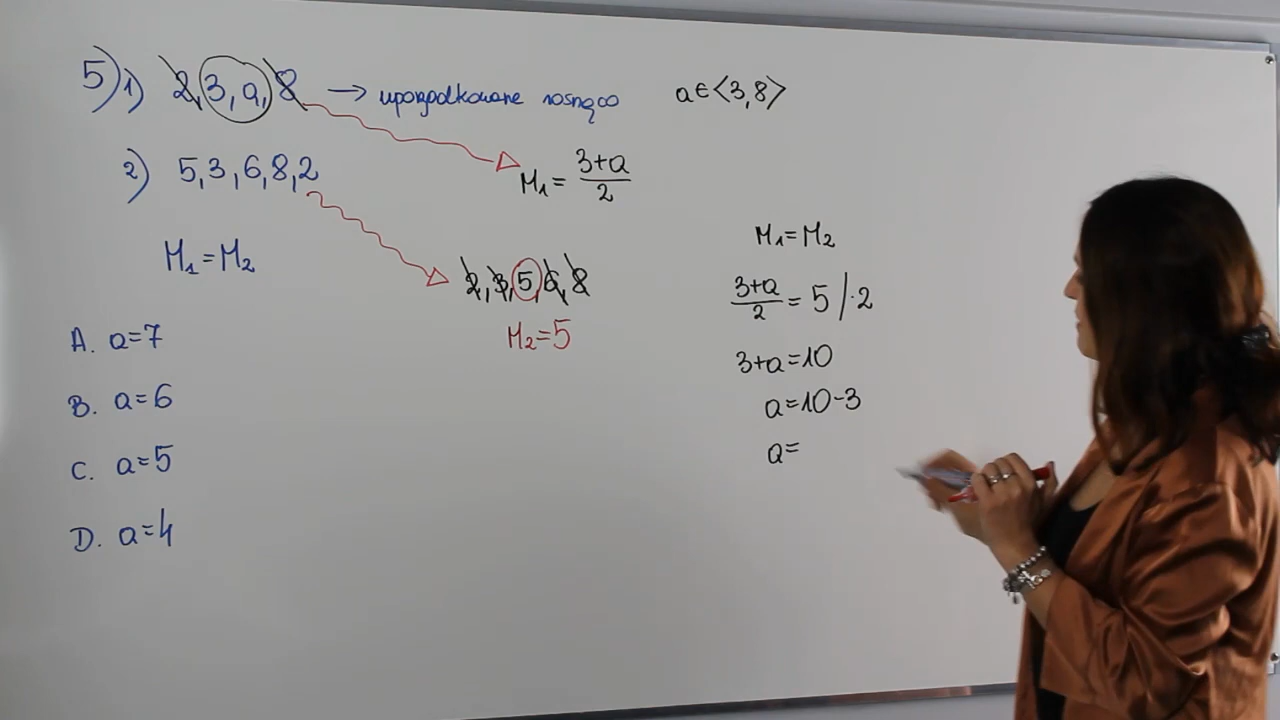 5) 1) 2, 3, a, 8 → uporządkowane rosnąco a∈⟨3,8⟩
2) 5, 3, 6, 8, 2
M₁ = (3+a)/2
M₁ = M₂
2, 3, 5, 6, 8
M₂ = 5
A. a=7
B. a=6
C. a=5
D. a=4
M₁ = M₂
(3+a)/2 = 5 /·2
3+a=10
a=10-3
a=